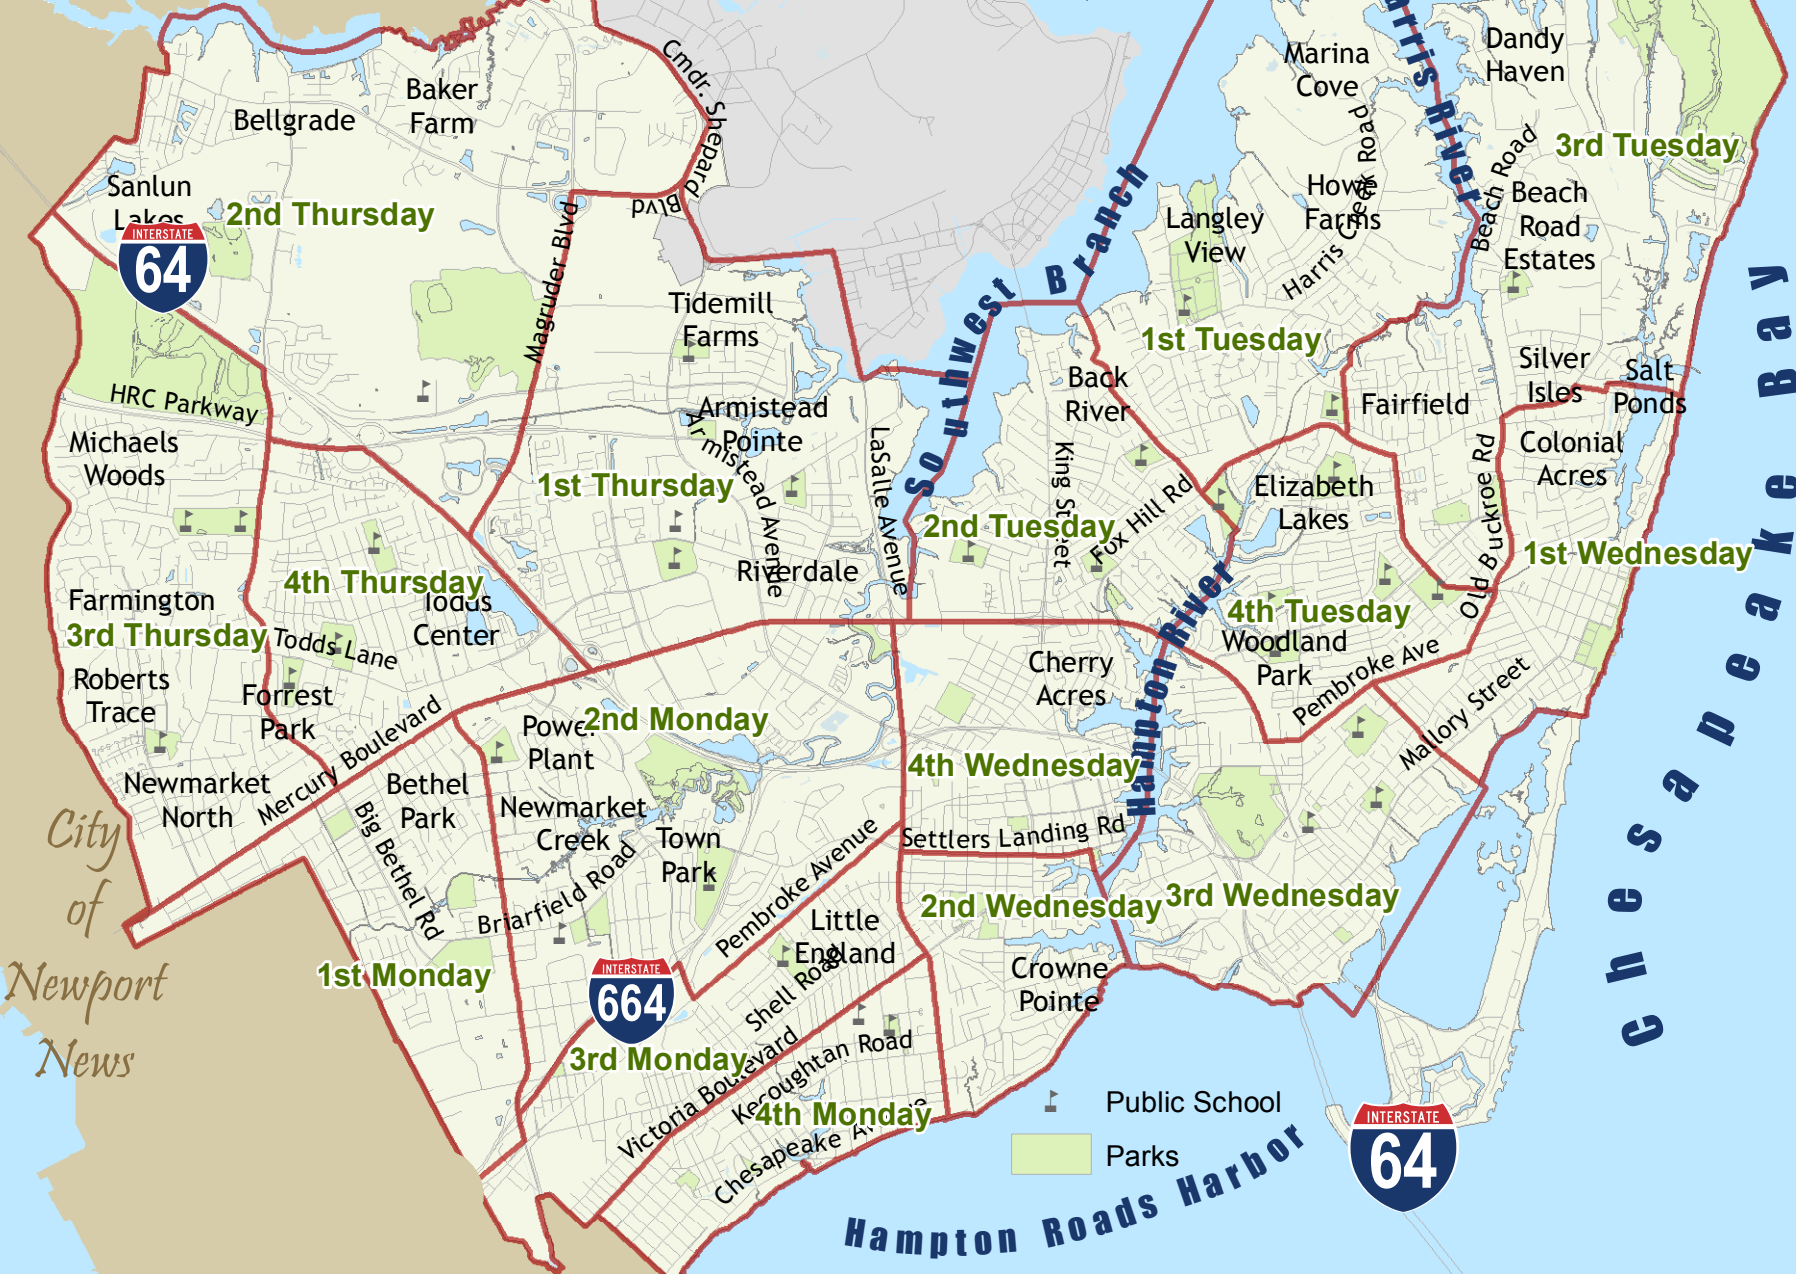 Cmdr. Shepard
Blvd
Marina
Cove
Harris River
Dandy
Haven
Baker
Farm
Bellgrade
3rd Tuesday
Sanlun
Lakes
2nd Thursday
INTERSTATE
64
Magruder Blvd
Southwest Branch
Langley
View
Howe
Farms
Harris Creek Road
Beach Road
Beach
Road
Estates
Tidemill
Farms
1st Tuesday
Silver
Isles
Salt
Ponds
Back
River
Fairfield
HRC Parkway
Armistead
Pointe
Armistead Avenue
LaSalle Avenue
King Street
Michaels
Woods
Colonial
Acres
1st Thursday
Elizabeth
Lakes
Fox Hill Rd
Old Buckroe Rd
2nd Tuesday
1st Wednesday
Riverdale
4th Thursday
Todds
Center
Farmington
3rd Thursday
Todds Lane
4th Tuesday
Woodland
Park
Hampton River
Cherry
Acres
Pembroke Ave
Mallory Street
Roberts
Trace
Forrest
Park
Power
Plant
2nd Monday
4th Wednesday
Newmarket
North
Mercury Boulevard
Bethel
Park
Newmarket
Creek
Town
Park
Settlers Landing Rd
Big Bethel Rd
Briarfield Road
Pembroke Avenue
Little
England
2nd Wednesday
3rd Wednesday
City
of
Newport
News
1st Monday
INTERSTATE
664
Shell Road
Crowne
Pointe
3rd Monday
Victoria Boulevard
Kecoughtan Road
4th Monday
Chesapeake Avenue
Chesapeake Bay
Public School
Parks
Hampton Roads Harbor
INTERSTATE
64